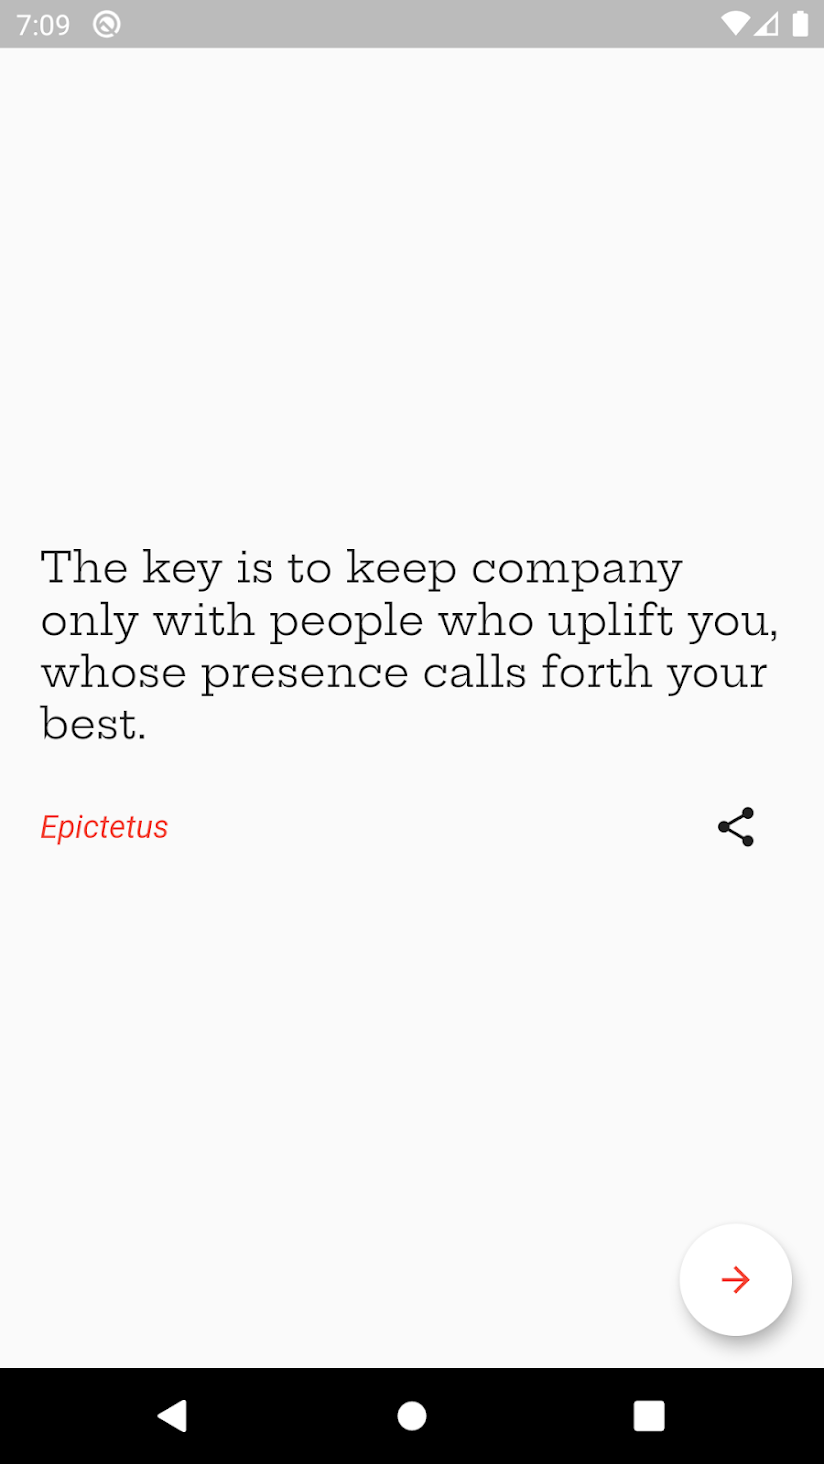 7:09
The key is to keep company
only with people who uplift you,
whose presence calls forth your
best.
Epictetus